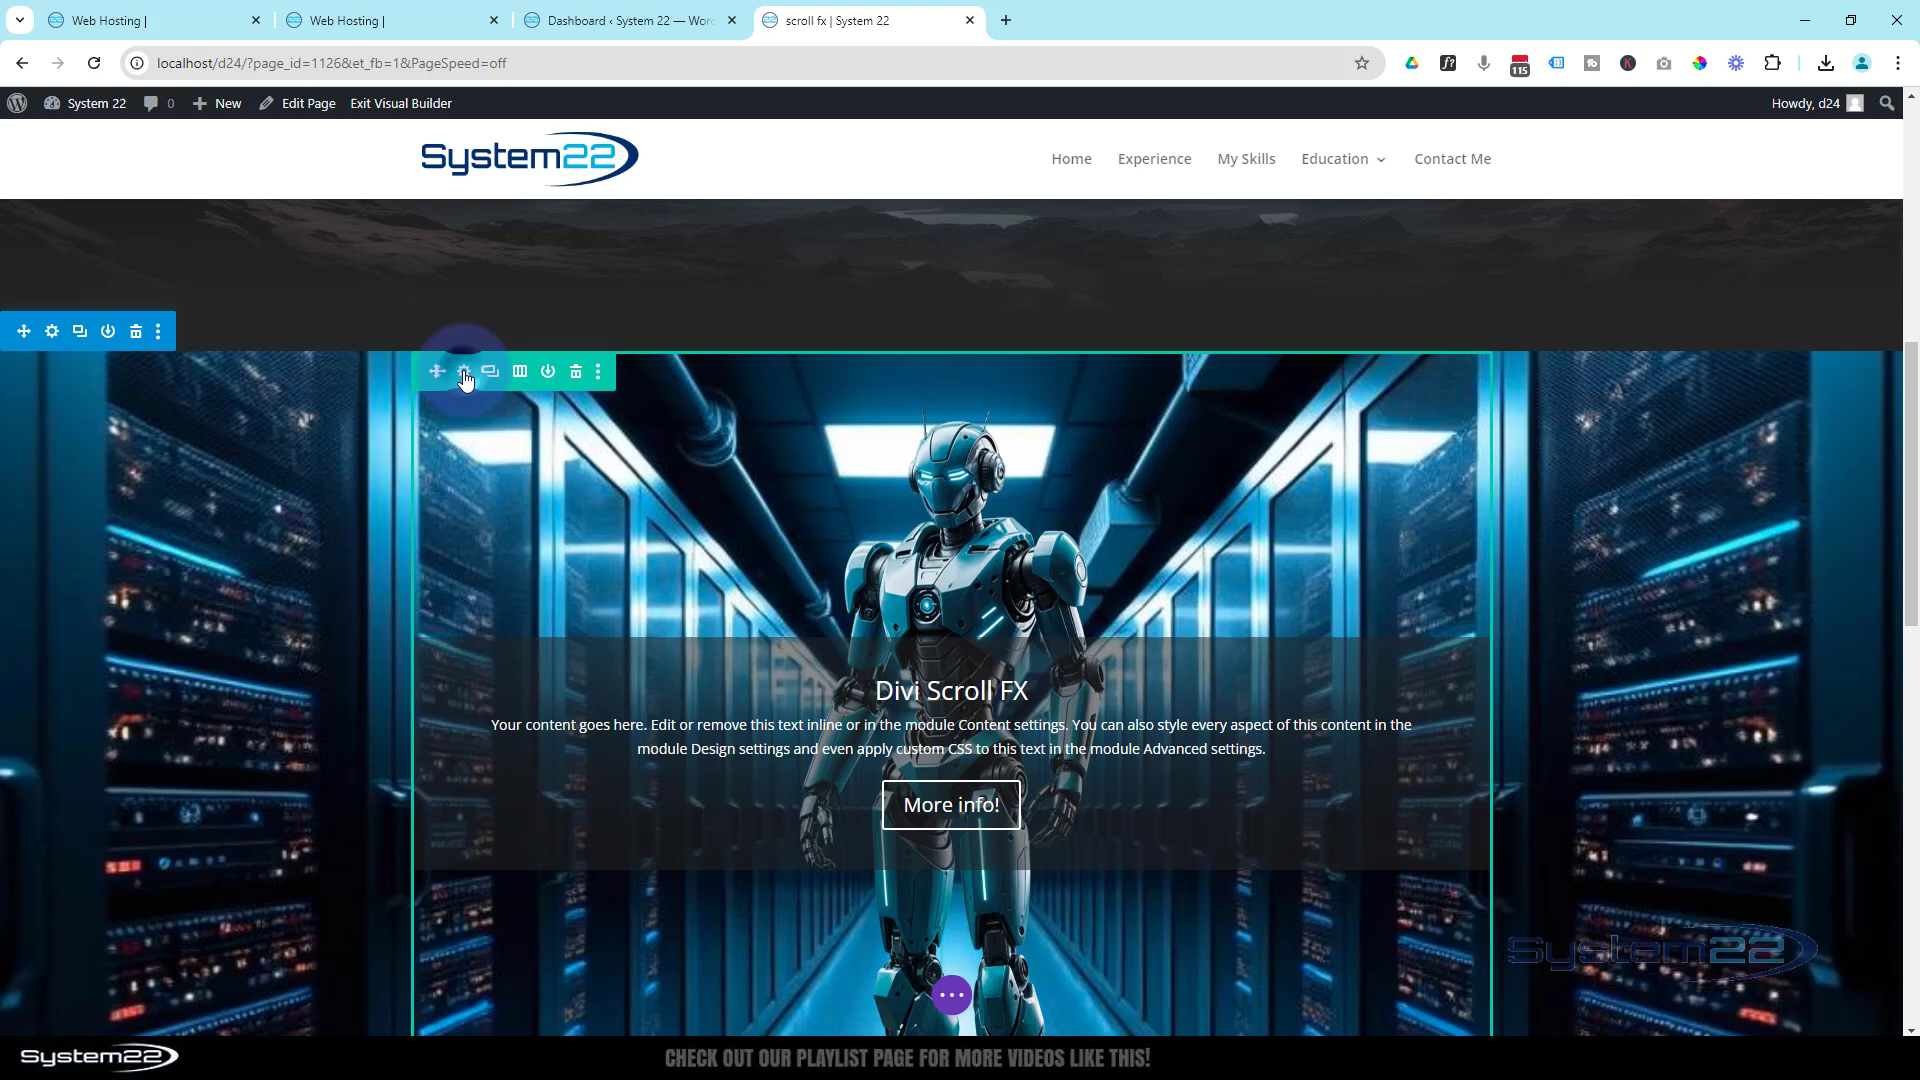 Web Hosting |
Web Hosting |
Dashboard ‹ System 22 — Wor
scroll fx | System 22
localhost/d24/?page_id=1126&et_fb=1&PageSpeed=off
f?
115
tb
K
System 22
0
New
Edit Page
Exit Visual Builder
Howdy, d24
System22
Home
Experience
My Skills
Education
Contact Me
Divi Scroll FX
Your content goes here. Edit or remove this text inline or in the module Content settings. You can also style every aspect of this content in the
module Design settings and even apply custom CSS to this text in the module Advanced settings.
More info!
System22
System22
CHECK OUT OUR PLAYLIST PAGE FOR MORE VIDEOS LIKE THIS!